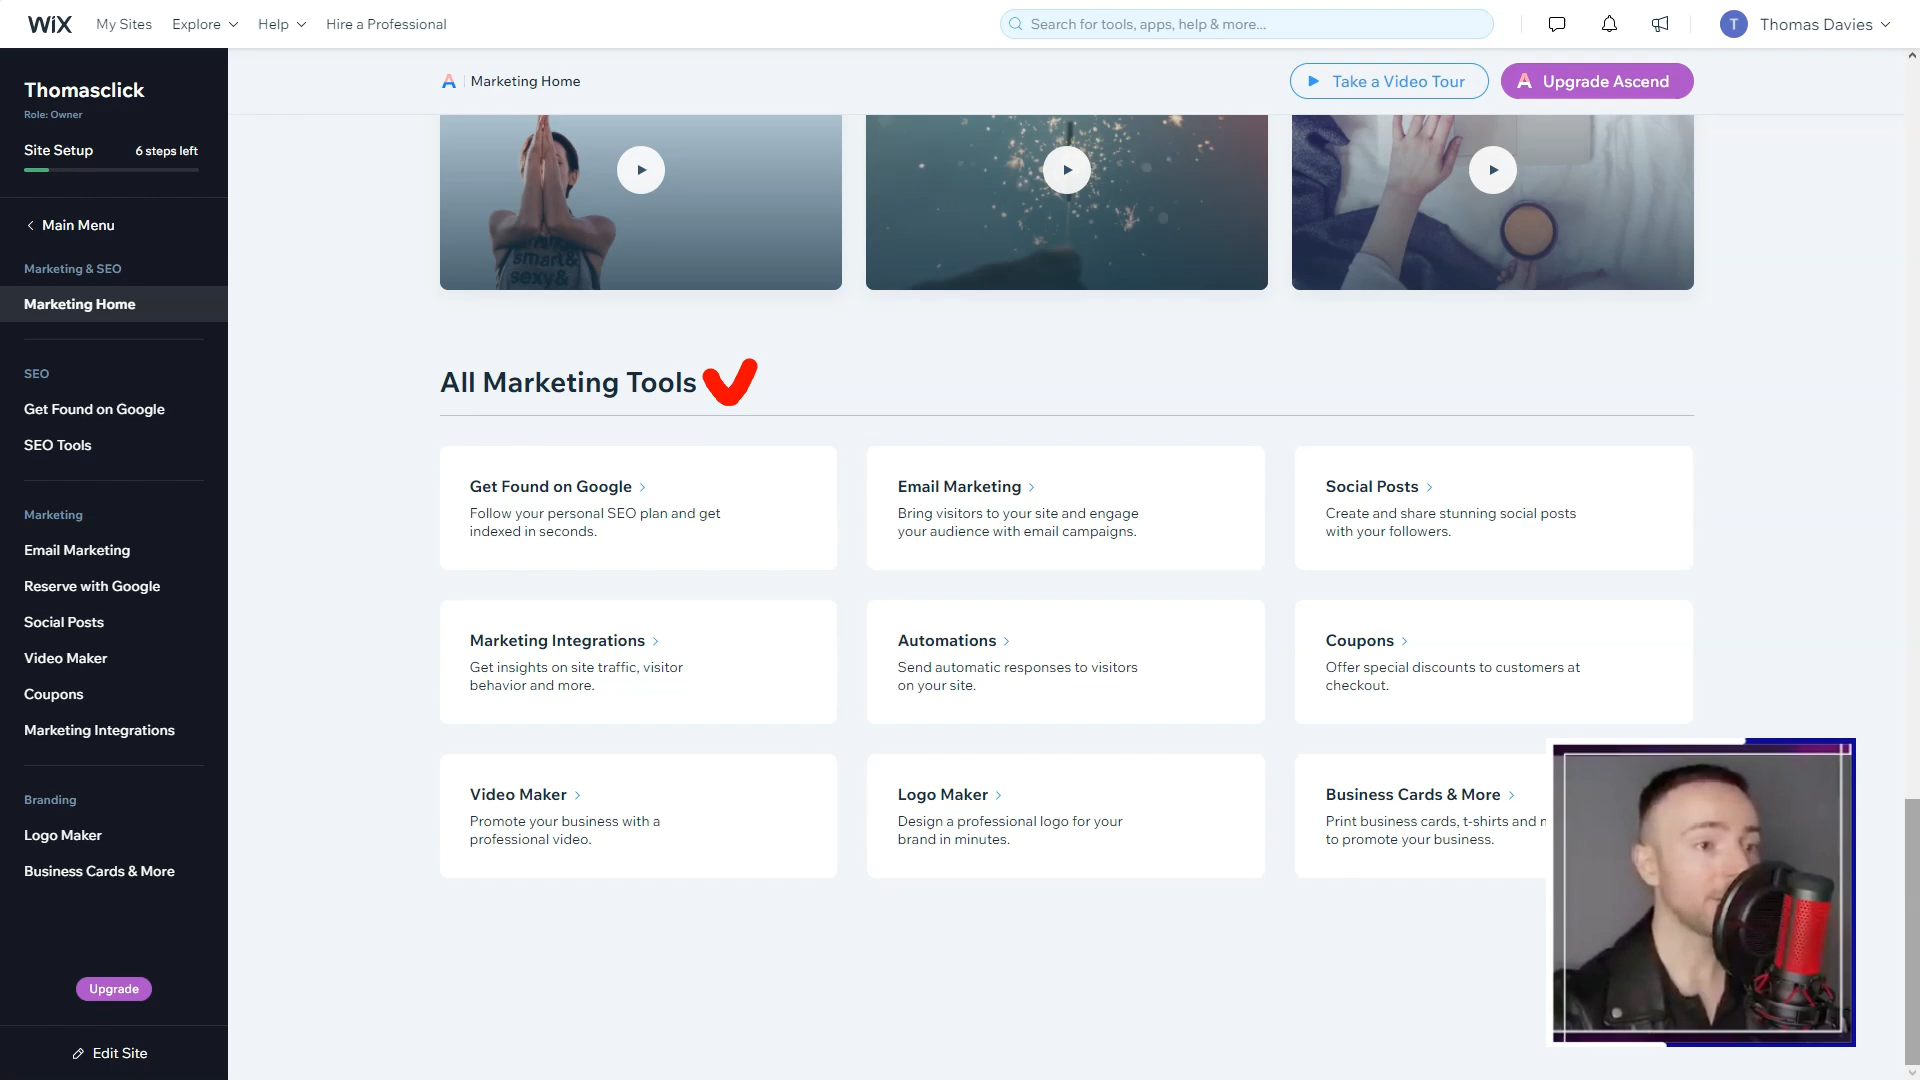 WiX
My Sites
Explore
Help
Hire a Professional
Search for tools, apps, help & more...
T
Thomas Davies
Thomasclick
Role: Owner
Site Setup
6 steps left
Main Menu
Marketing & SEO
Marketing Home
SEO
Get Found on Google
SEO Tools
Marketing
Email Marketing
Reserve with Google
Social Posts
Video Maker
Coupons
Marketing Integrations
Branding
Logo Maker
Business Cards & More
Upgrade
Edit Site
A | Marketing Home
Take a Video Tour
A Upgrade Ascend
smart&
sexy&
All Marketing Tools
Get Found on Google
Follow your personal SEO plan and get
indexed in seconds.
Email Marketing
Bring visitors to your site and engage
your audience with email campaigns.
Social Posts
Create and share stunning social posts
with your followers.
Marketing Integrations
Get insights on site traffic, visitor
behavior and more.
Automations
Send automatic responses to visitors
on your site.
Coupons
Offer special discounts to customers at
checkout.
Video Maker
Promote your business with a
professional video.
Logo Maker
Design a professional logo for your
brand in minutes.
Business Cards & More
Print business cards, t-shirts and
to promote your business.